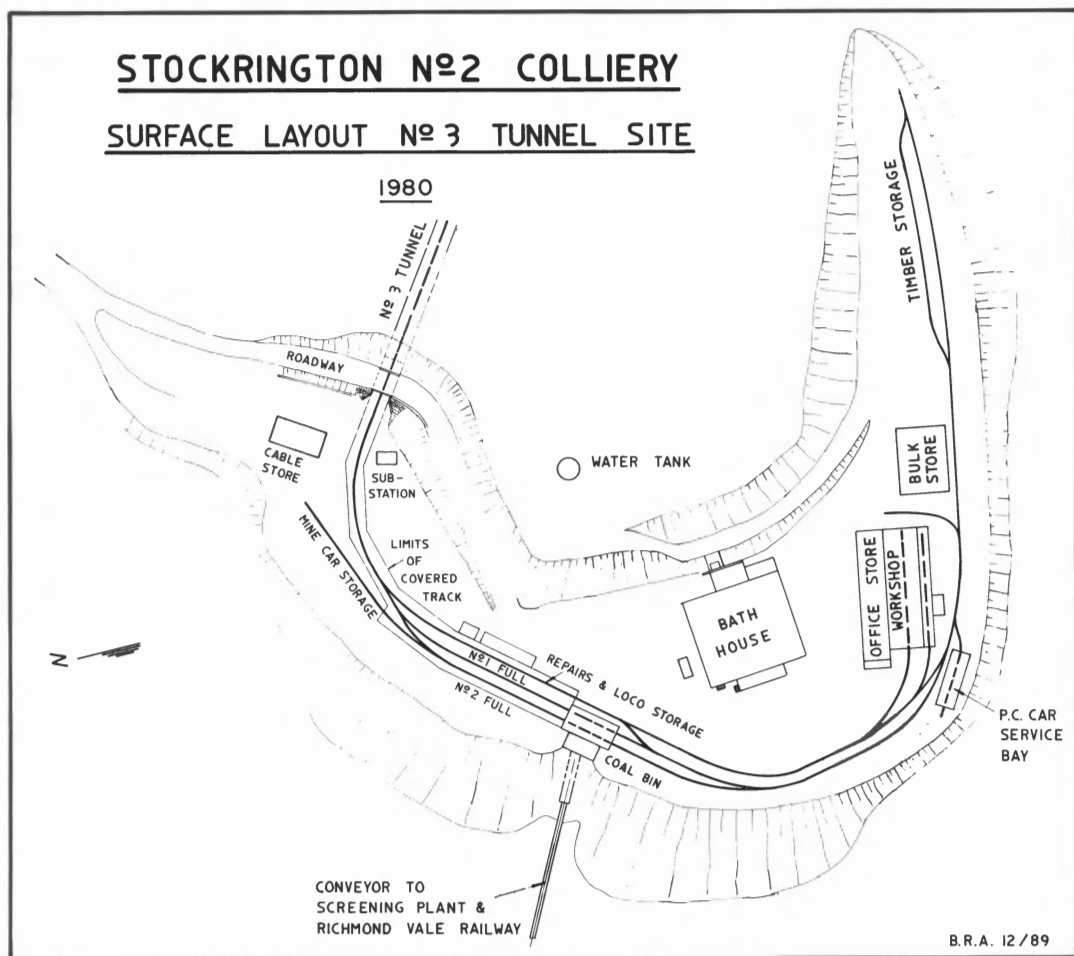 STOCKRINGTON Nº2 COLLIERY
SURFACE LAYOUT Nº 3 TUNNEL SITE
1980
Nº 3 TUNNEL
ROADWAY
CABLE
STORE
SUB-
STATION
WATER TANK
TIMBER STORAGE
BULK
STORE
MINE CAR STORAGE
LIMITS
OF
COVERED
TRACK
OFFICE STORE
WORKSHOP
BATH
HOUSE
Nº1 FULL
Nº2 FULL
REPAIRS & LOCO STORAGE
N
P.C. CAR
SERVICE
BAY
COAL BIN
CONVEYOR TO
SCREENING PLANT &
RICHMOND VALE RAILWAY
B.R.A. 12/89